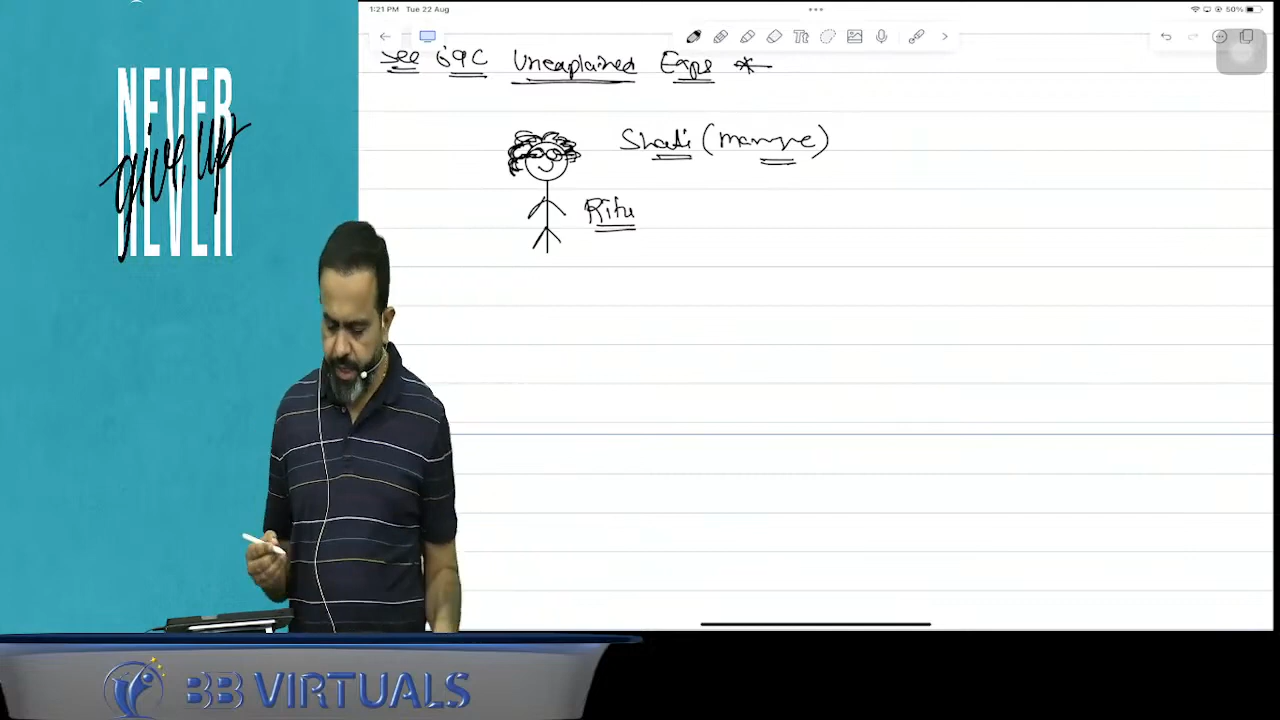 NEVER
give up
NEVER
1:21 PM Tue 22 Aug
50%
See 69C Unexplained Exps *
Shadi (marriage)
Ritu
BB VIRTUALS